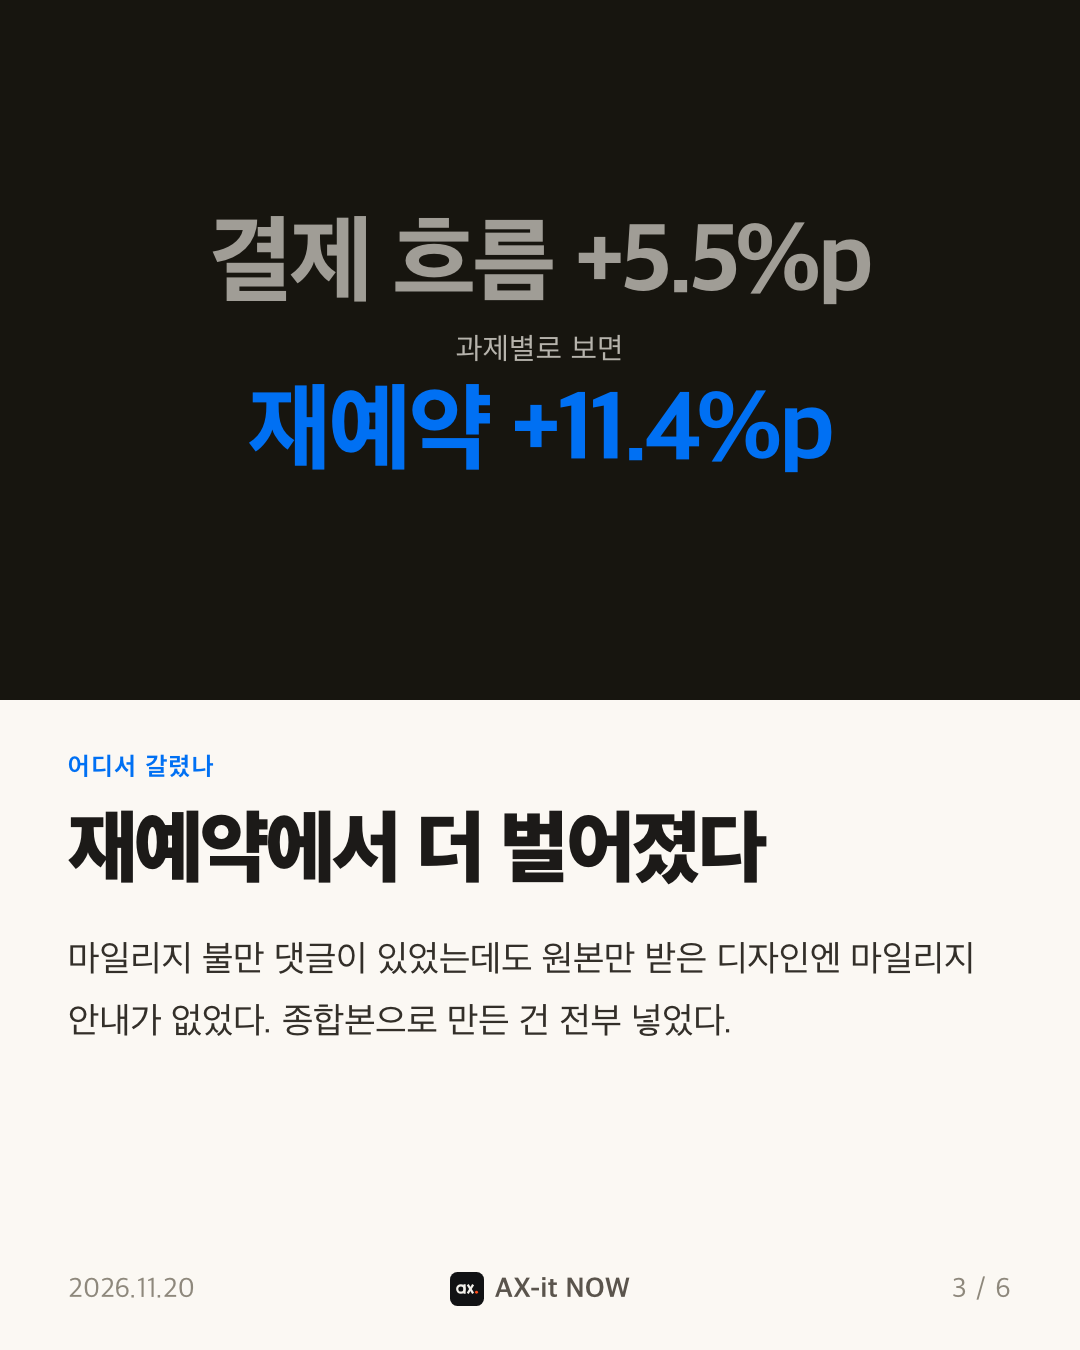 결제 흐름 +5.5%p
과제별로 보면
재예약 +11.4%p
어디서 갈렸나
재예약에서 더 벌어졌다
마일리지 불만 댓글이 있었는데도 원본만 받은 디자인엔 마일리지
안내가 없었다. 종합본으로 만든 건 전부 넣었다.
2026.11.20
ax. AX-it NOW
3 / 6